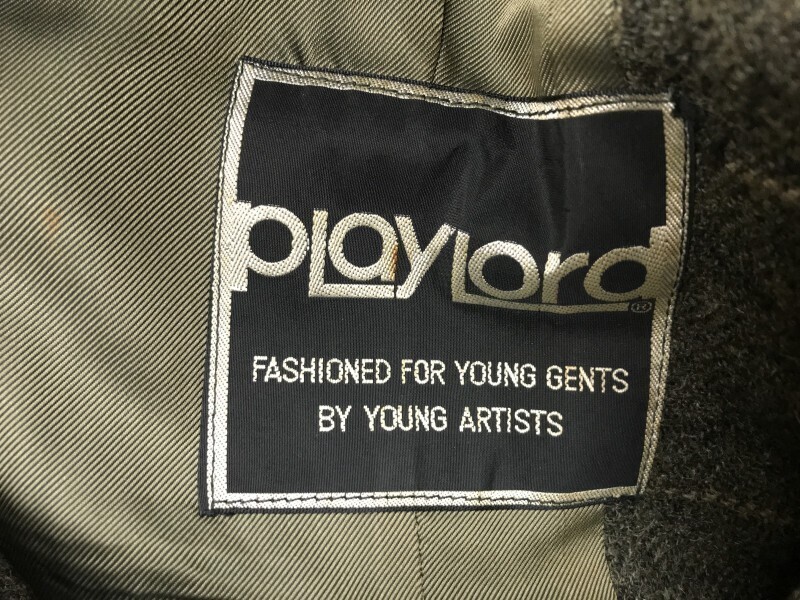 playlord
FASHIONED FOR YOUNG GENTS
BY YOUNG ARTISTS